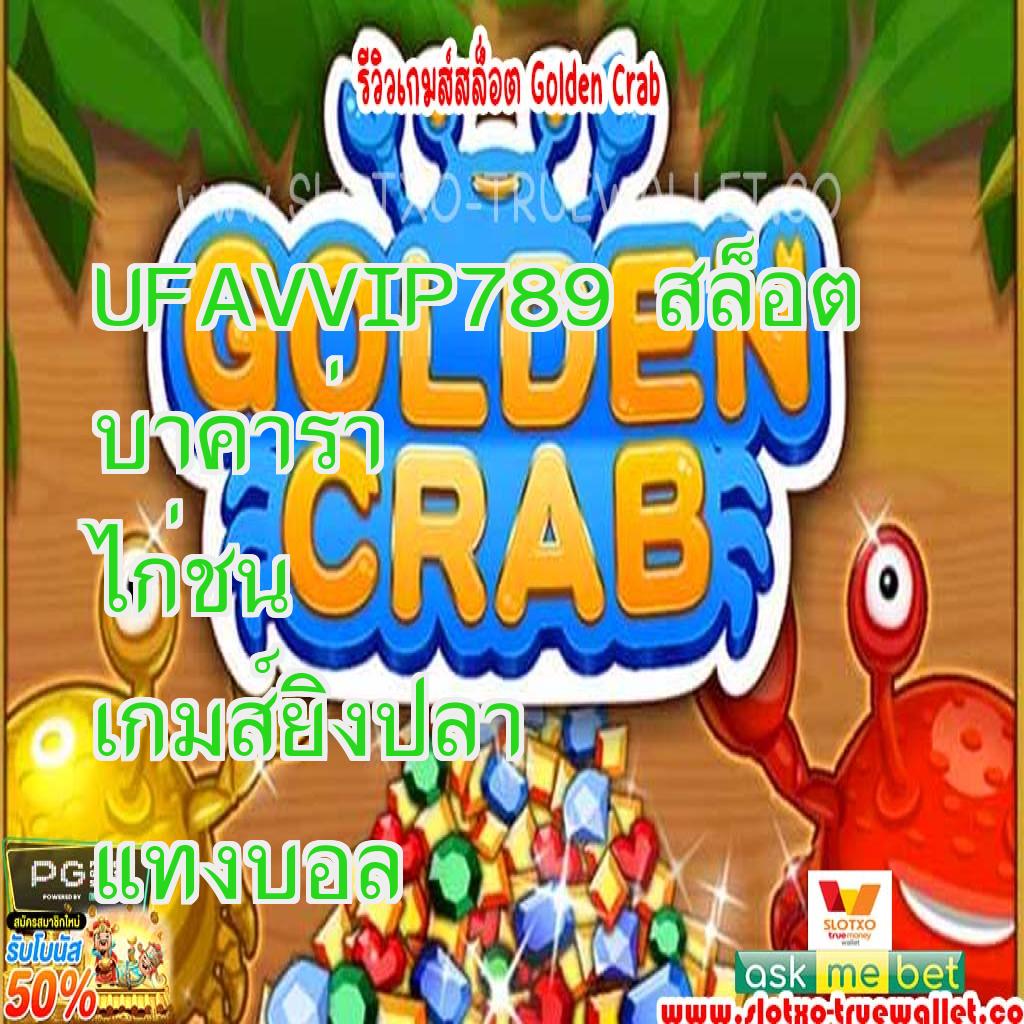 รีวิวเกมส์สล็อต Golden Crab
www.SLOTXO-TRUEWALLET.CO
GOLDEN
CRAB
UFAVVIP789 สล็อต
บาคาร่า
ไก่ชน
เกมส์ยิงปลา
แทงบอล
PG
POWERED BY
สมัครสมาชิกใหม่
รับโบนัส
50%
SLOTXO
truemoney
wallet
ask me bet
www.slotxo-truewallet.co